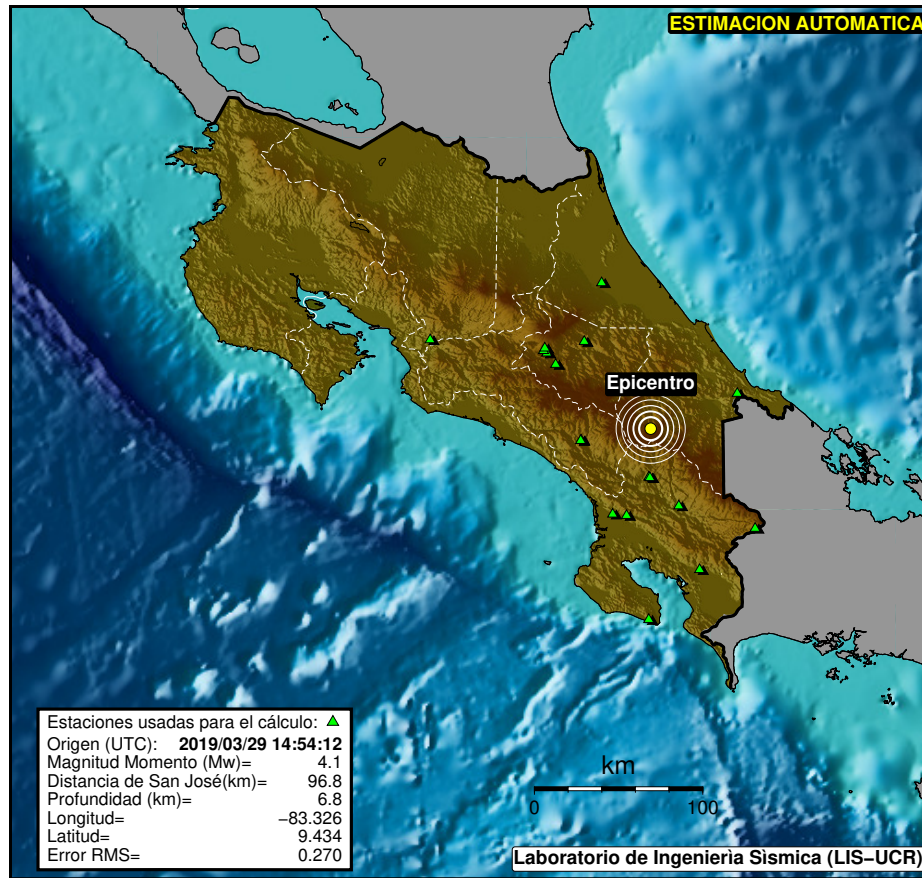 ESTIMACION AUTOMATICA
Epicentro
Estaciones usadas para el cálculo:
Origen (UTC): 2019/03/29 14:54:12
Magnitud Momento (Mw)= 4.1
Distancia de San José(km)= 96.8
Profundidad (km)= 6.8
Longitud= −83.326
Latitud= 9.434
Error RMS= 0.270
km
0 100
Laboratorio de Ingenierìa Sìsmica (LIS−UCR)